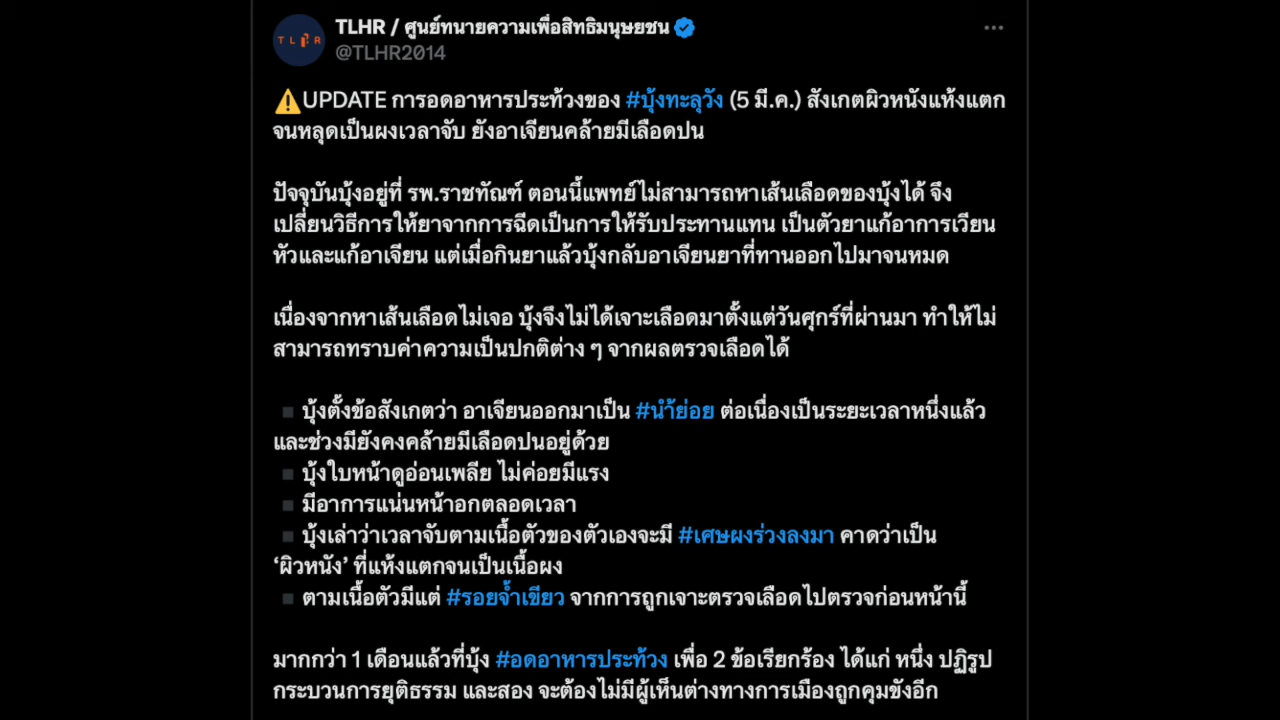 TLHR
TLHR / ศูนย์ทนายความเพื่อสิทธิมนุษยชน
@TLHR2014
⚠️UPDATE การอดอาหารประท้วงของ #บุ้งทะลุวัง (5 มี.ค.) สังเกตผิวหนังแห้งแตก
จนหลุดเป็นผงเวลาจับ ยังอาเจียนคล้ายมีเลือดปน
ปัจจุบันบุ้งอยู่ที่ รพ.ราชทัณฑ์ ตอนนี้แพทย์ไม่สามารถหาเส้นเลือดของบุ้งได้ จึง
เปลี่ยนวิธีการให้ยาจากการฉีดเป็นการให้รับประทานแทน เป็นตัวยาแก้อาการเวียน
หัวและแก้อาเจียน แต่เมื่อกินยาแล้วบุ้งกลับอาเจียนยาที่ทานออกไปมาจนหมด
เนื่องจากหาเส้นเลือดไม่เจอ บุ้งจึงไม่ได้เจาะเลือดมาตั้งแต่วันศุกร์ที่ผ่านมา ทำให้ไม่
สามารถทราบค่าความเป็นปกติต่าง ๆ จากผลตรวจเลือดได้
▪️บุ้งตั้งข้อสังเกตว่า อาเจียนออกมาเป็น #น้ำย่อย ต่อเนื่องเป็นระยะเวลาหนึ่งแล้ว
และช่วงมียังคงคล้ายมีเลือดปนอยู่ด้วย
▪️บุ้งใบหน้าดูอ่อนเพลีย ไม่ค่อยมีแรง
▪️มีอาการแน่นหน้าอกตลอดเวลา
▪️บุ้งเล่าว่าเวลาจับตามเนื้อตัวของตัวเองจะมี #เศษผงร่วงลงมา คาดว่าเป็น
‘ผิวหนัง’ ที่แห้งแตกจนเป็นเนื้อผง
▪️ตามเนื้อตัวมีแต่ #รอยจ้ำเขียว จากการถูกเจาะตรวจเลือดไปตรวจก่อนหน้านี้
มากกว่า 1 เดือนแล้วที่บุ้ง #อดอาหารประท้วง เพื่อ 2 ข้อเรียกร้อง ได้แก่ หนึ่ง ปฏิรูป
กระบวนการยุติธรรม และสอง จะต้องไม่มีผู้เห็นต่างทางการเมืองถูกคุมขังอีก